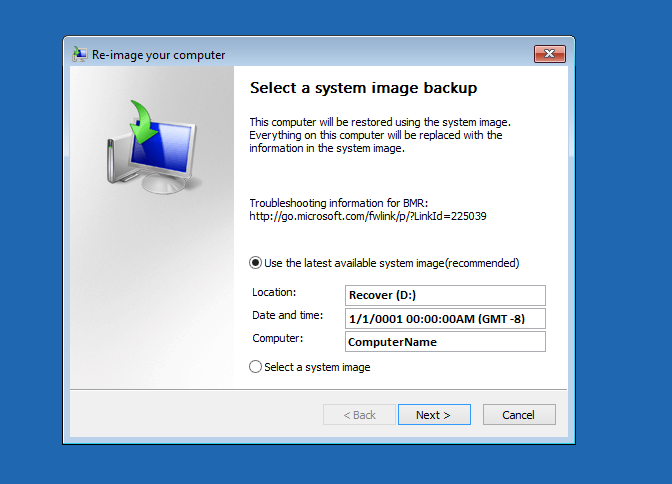 Re-image your computer
Select a system image backup
This computer will be restored using the system image.
Everything on this computer will be replaced with the
information in the system image.
Troubleshooting information for BMR:
http://go.microsoft.com/fwlink/p/?LinkId=225039
Use the latest available system image(recommended)
Location: Recover (D:)
Date and time: 1/1/0001 00:00:00AM (GMT -8)
Computer: ComputerName
Select a system image
< Back Next > Cancel